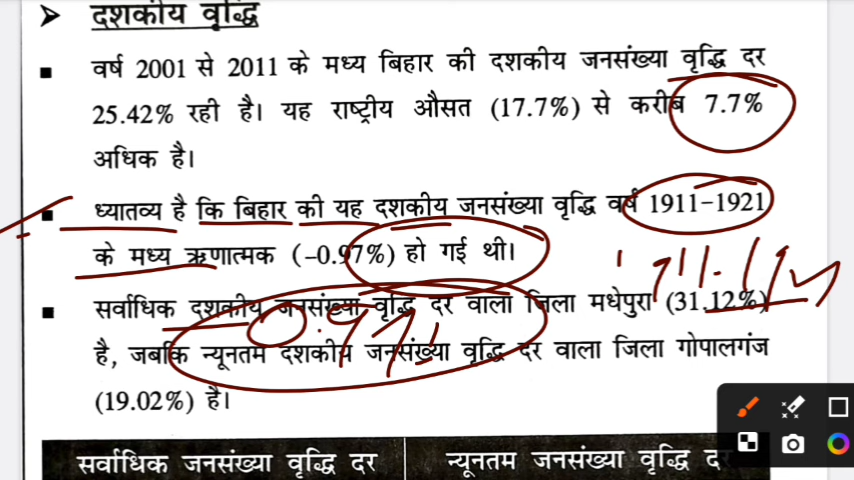 ➤ दशकीय वृद्धि
▪ वर्ष 2001 से 2011 के मध्य बिहार की दशकीय जनसंख्या वृद्धि दर
25.42% रही है। यह राष्ट्रीय औसत (17.7%) से करीब 7.7%
अधिक है।
▪ ध्यातव्य है कि बिहार की यह दशकीय जनसंख्या वृद्धि वर्ष 1911–1921
के मध्य ऋणात्मक (–0.97%) हो गई थी।
▪ सर्वाधिक दशकीय जनसंख्या वृद्धि दर वाला जिला मधेपुरा (31.12%)
है, जबकि न्यूनतम दशकीय जनसंख्या वृद्धि दर वाला जिला गोपालगंज
(19.02%) है।
सर्वाधिक जनसंख्या वृद्धि दर
न्यूनतम जनसंख्या वृद्धि दर